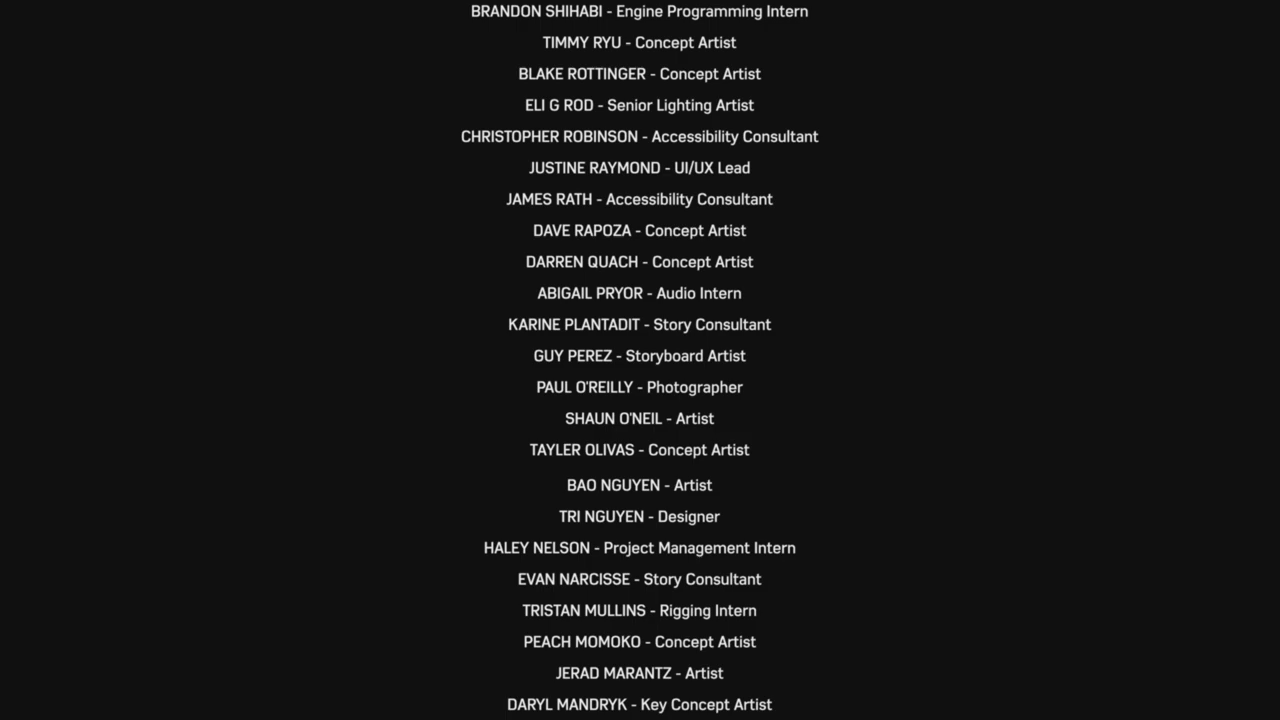 BRANDON SHIHABI - Engine Programming Intern
TIMMY RYU - Concept Artist
BLAKE ROTTINGER - Concept Artist
ELI G ROD - Senior Lighting Artist
CHRISTOPHER ROBINSON - Accessibility Consultant
JUSTINE RAYMOND - UI/UX Lead
JAMES RATH - Accessibility Consultant
DAVE RAPOZA - Concept Artist
DARREN QUACH - Concept Artist
ABIGAIL PRYOR - Audio Intern
KARINE PLANTADIT - Story Consultant
GUY PEREZ - Storyboard Artist
PAUL O'REILLY - Photographer
SHAUN O'NEIL - Artist
TAYLER OLIVAS - Concept Artist
BAO NGUYEN - Artist
TRI NGUYEN - Designer
HALEY NELSON - Project Management Intern
EVAN NARCISSE - Story Consultant
TRISTAN MULLINS - Rigging Intern
PEACH MOMOKO - Concept Artist
JERAD MARANTZ - Artist
DARYL MANDRYK - Key Concept Artist